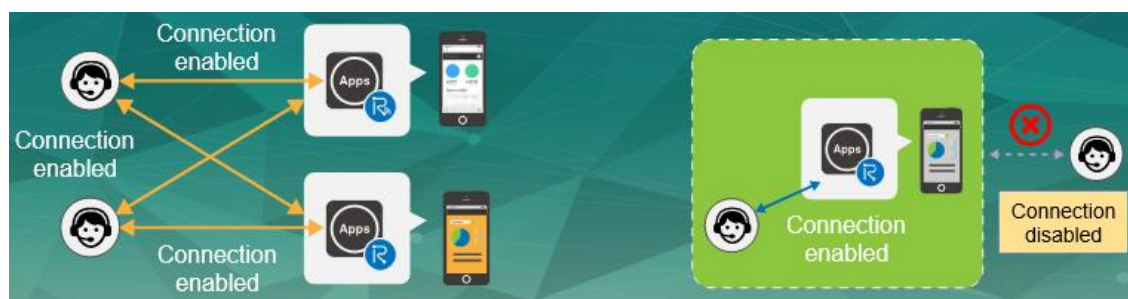 Connection
enabled
Apps
Connection
enabled
Apps
Connection
enabled
Apps
Connection
enabled
Connection
disabled